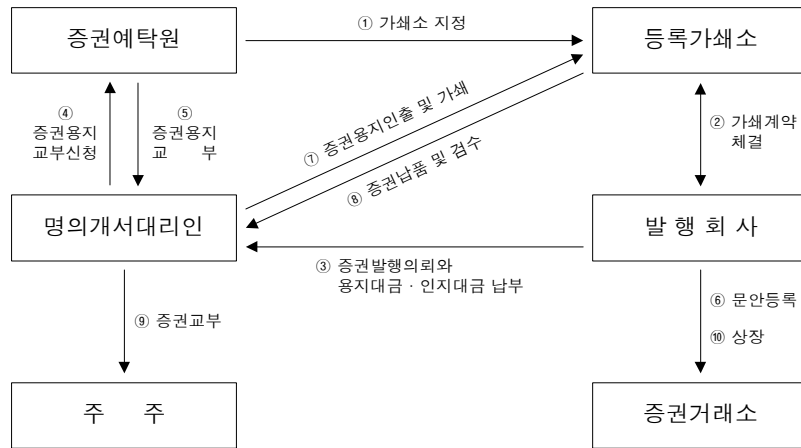 증권예탁원
① 가쇄소 지정
등록가쇄소
④
증권용지
교부신청
⑤
증권용지
교 부
⑦ 증권용지인출 및 가쇄
⑧ 증권납품 및 검수
② 가쇄계약
체결
명의개서대리인
발 행 회 사
③ 증권발행의뢰와
용지대금 · 인지대금 납부
⑨ 증권교부
⑥ 문안등록
⑩ 상장
주 주
증권거래소